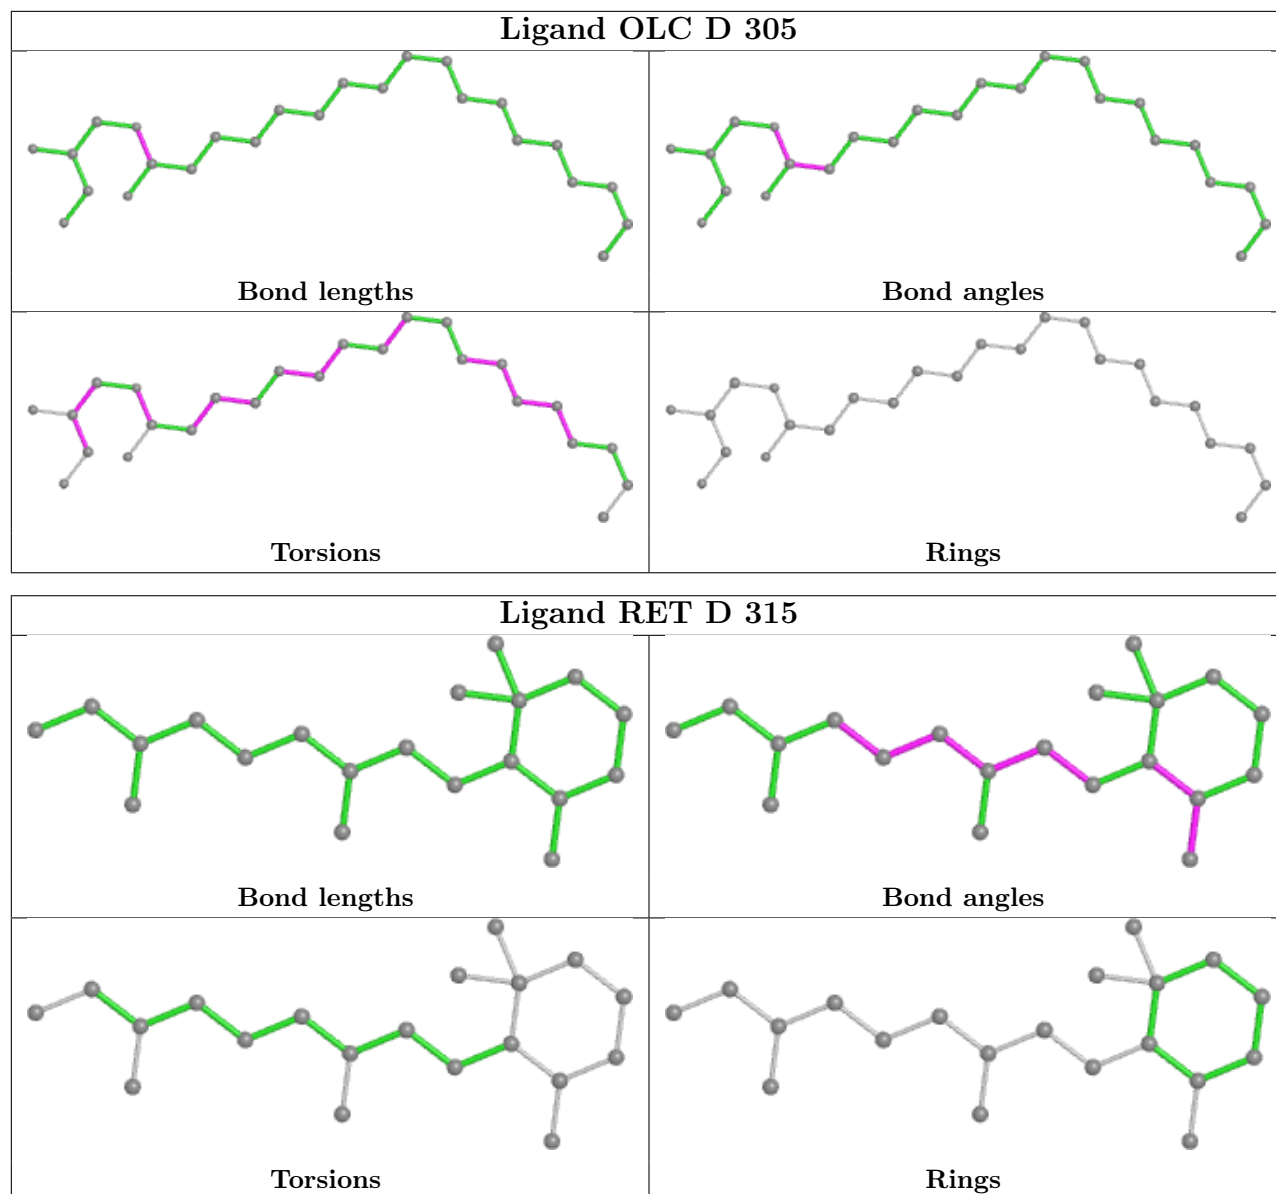 Ligand OLC D 305
Bond lengths
Bond angles
Torsions
Rings
Ligand RET D 315
Bond lengths
Bond angles
Torsions
Rings